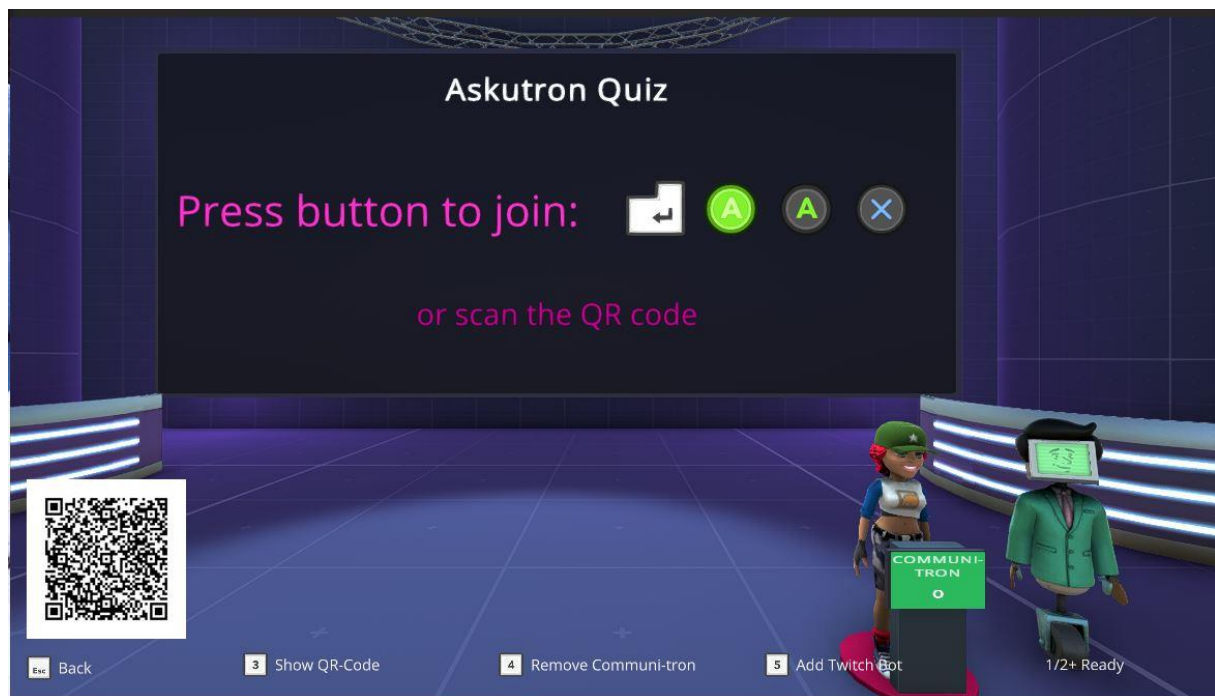 Askutron Quiz
Press button to join: A A X
or scan the QR code
COMMUNI-
TRON
0
Esc Back
3 Show QR-Code
4 Remove Communi-tron
5 Add Twitch Bot
1/2+ Ready